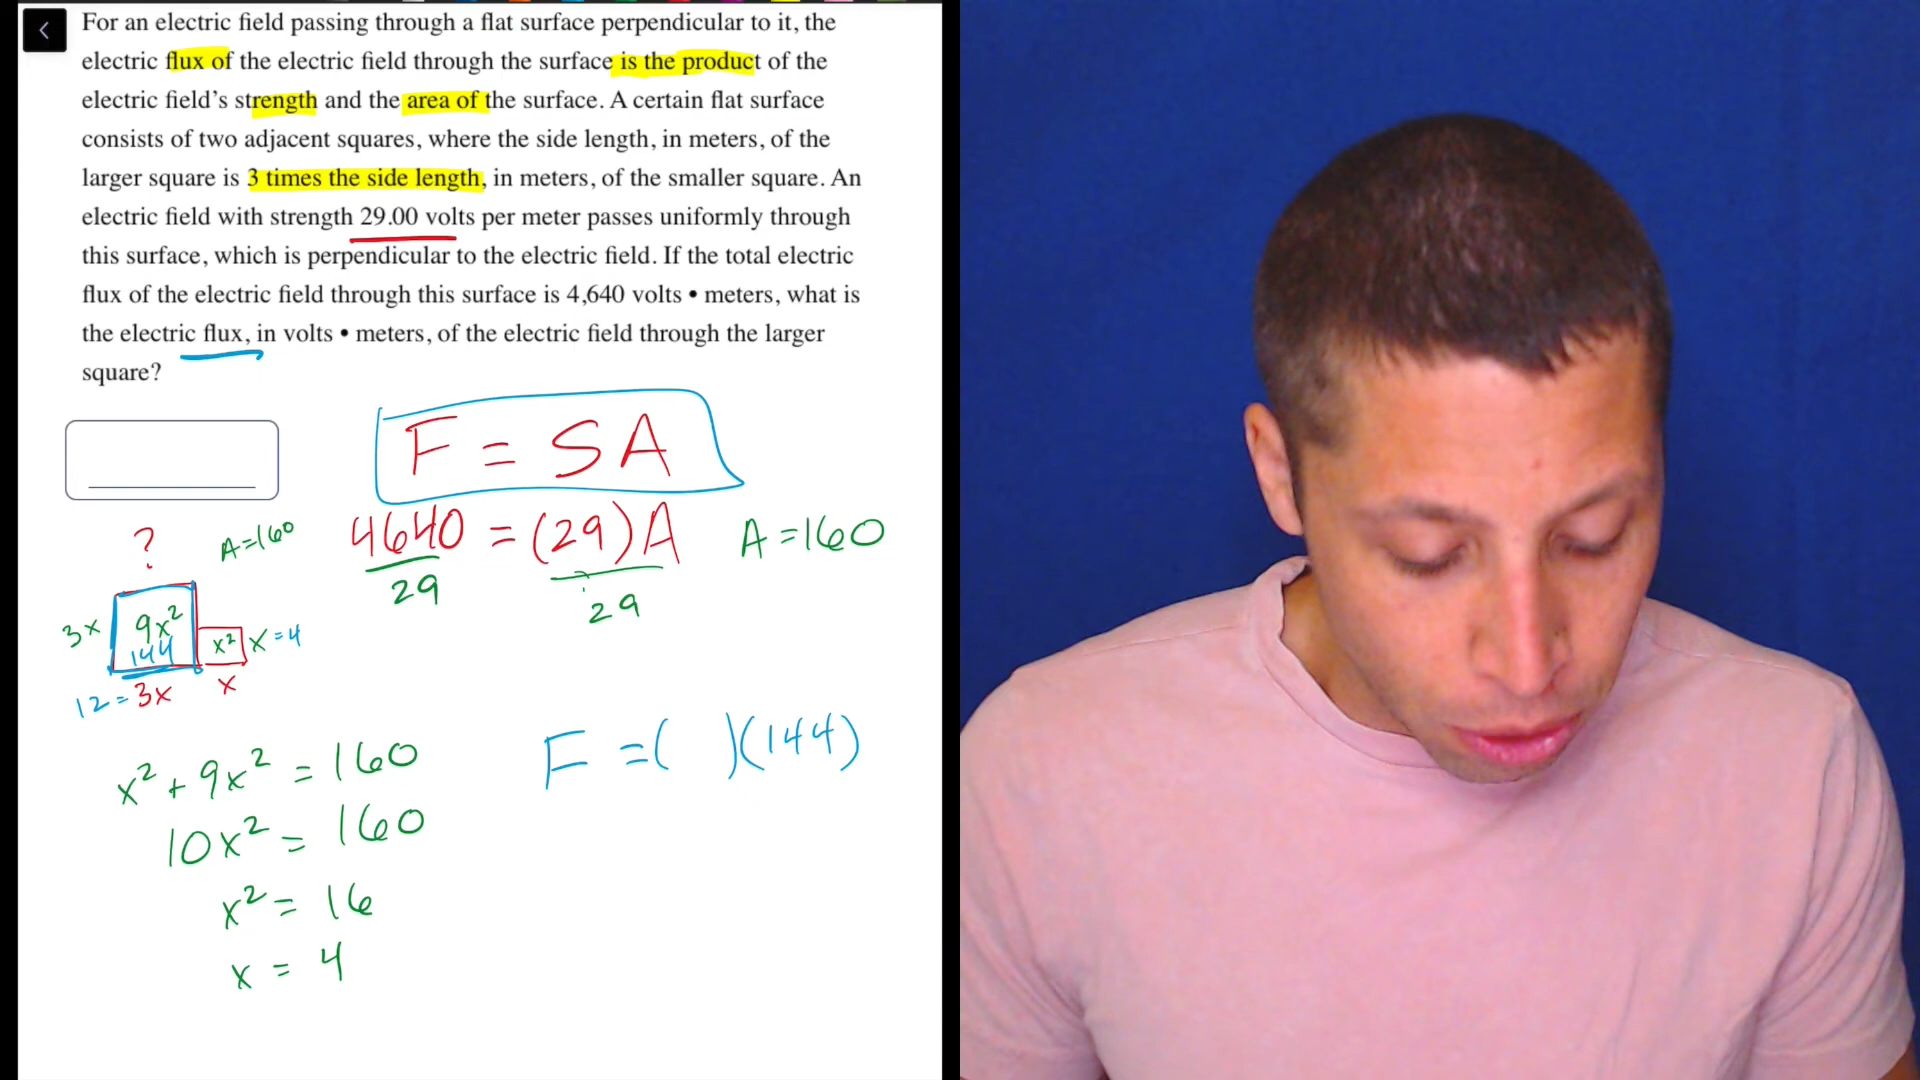 For an electric field passing through a flat surface perpendicular to it, the
electric flux of the electric field through the surface is the product of the
electric field’s strength and the area of the surface. A certain flat surface
consists of two adjacent squares, where the side length, in meters, of the
larger square is 3 times the side length, in meters, of the smaller square. An
electric field with strength 29.00 volts per meter passes uniformly through
this surface, which is perpendicular to the electric field. If the total electric
flux of the electric field through this surface is 4,640 volts • meters, what is
the electric flux, in volts • meters, of the electric field through the larger
square?
F = SA
4640 = (29)A
29 29
A = 160
? A=160
3x 9x² x² x = 4
144
12 = 3x x
x² + 9x² = 160
10x² = 160
x² = 16
x = 4
F = ( )(144)